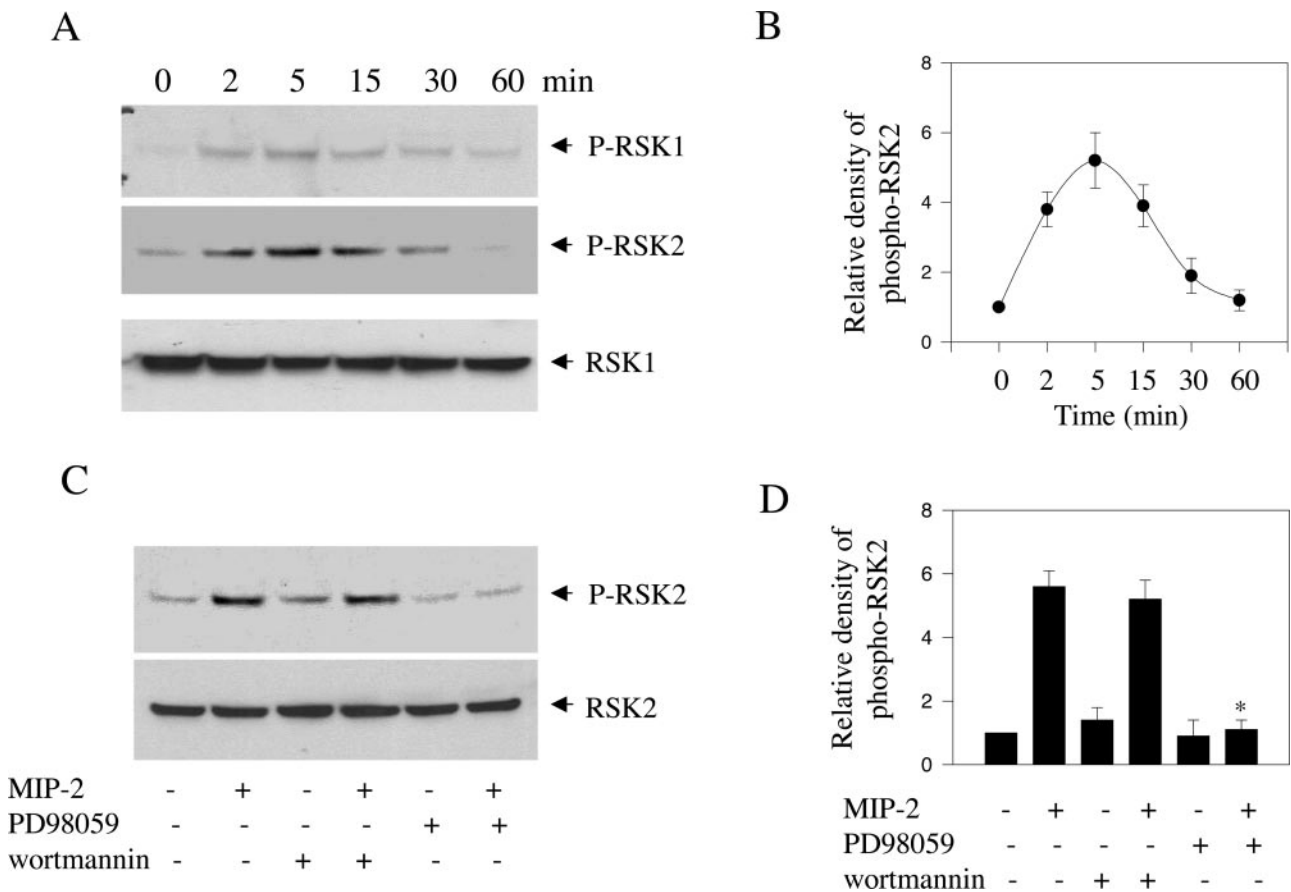 A
0 2 5 15 30 60 min
P-RSK1
P-RSK2
RSK1
B
Relative density of
phospho-RSK2
8
6
4
2
0
0 2 5 15 30 60
Time (min)
C
P-RSK2
RSK2
MIP-2 - + - + - +
PD98059 - - - - + +
wortmannin - - + + - -
D
Relative density of
phospho-RSK2
8
6
4
2
0
*
MIP-2 - + - + - +
PD98059 - - - - + +
wortmannin - - + + - -